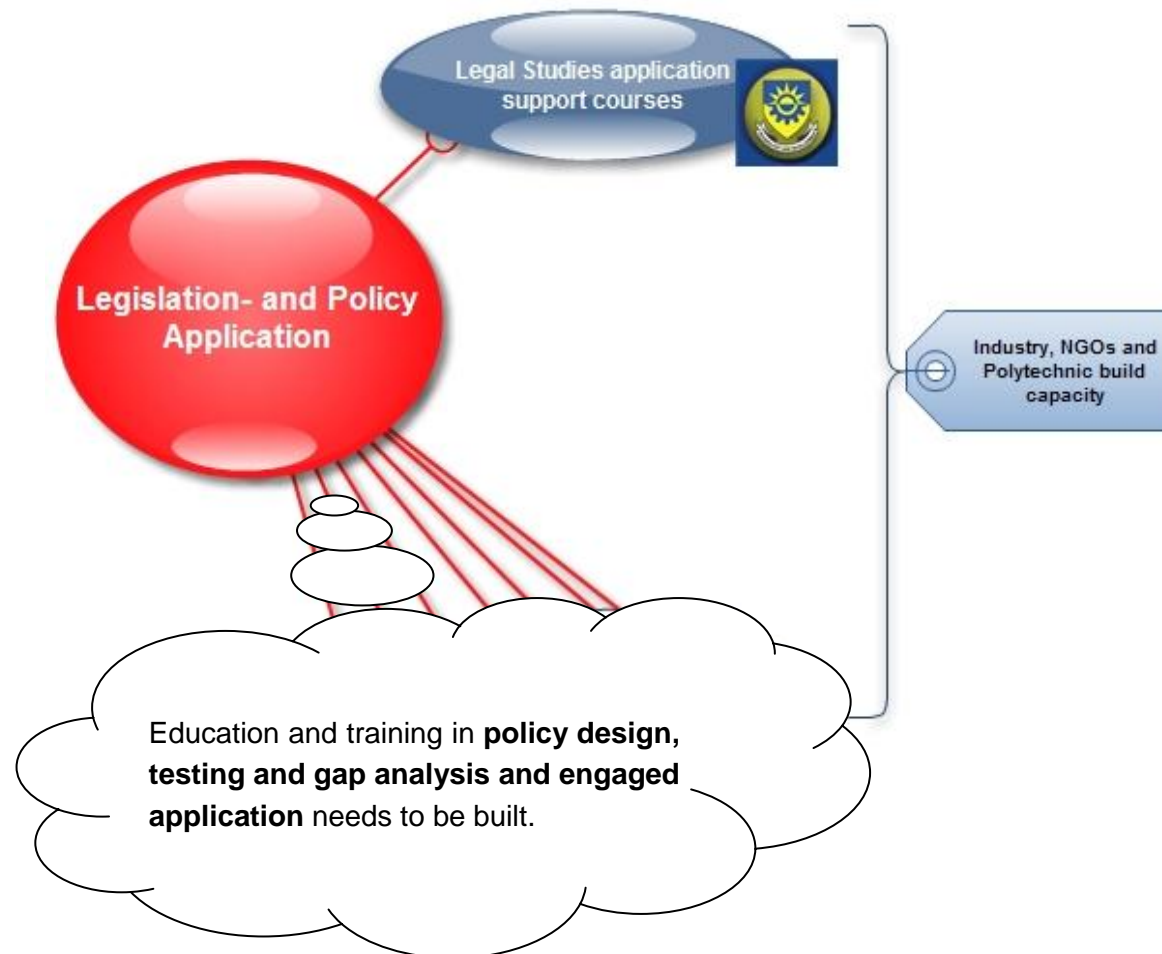 Legal Studies application
support courses
Legislation- and Policy
Application
Industry, NGOs and
Polytechnic build
capacity
Education and training in policy design,
testing and gap analysis and engaged
application needs to be built.